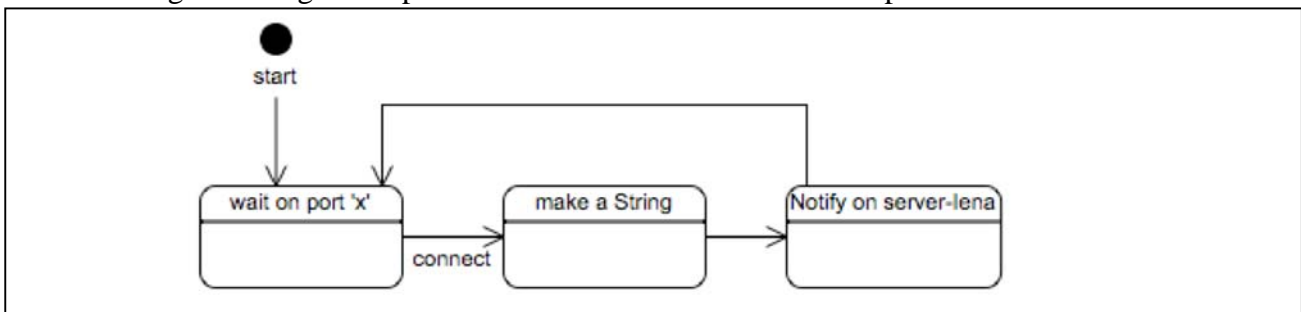 start
wait on port 'x'
make a String
Notify on server-lena
connect